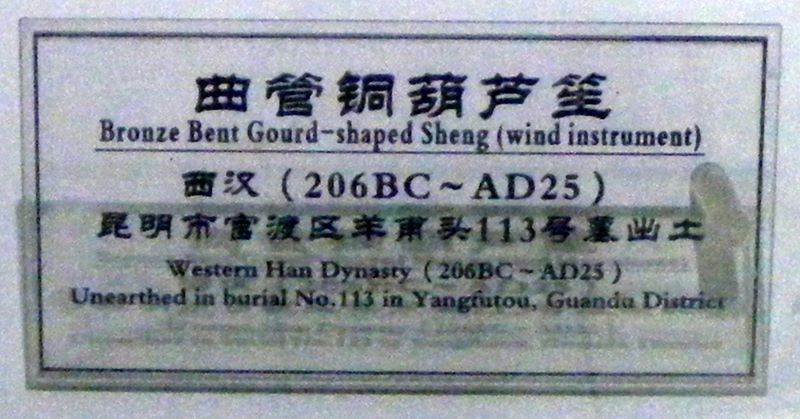 曲管铜葫芦笙
Bronze Bent Gourd-shaped Sheng (wind instrument)
西汉（206BC~AD25）
昆明市官渡区羊甫头113号墓出土
Western Han Dynasty（206BC~AD25）
Unearthed in burial No.113 in Yangfutou, Guandu District